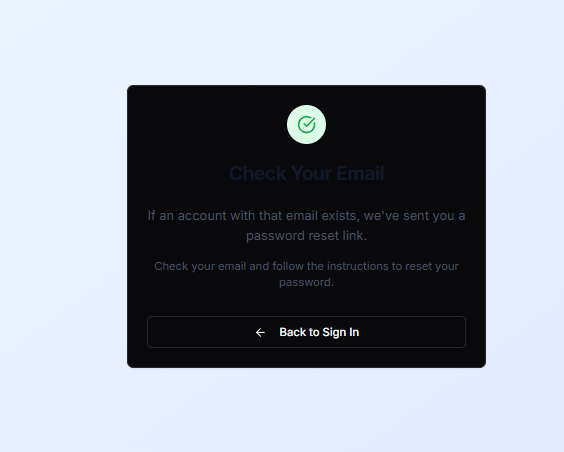 Check Your Email
If an account with that email exists, we've sent you a
password reset link.
Check your email and follow the instructions to reset your
password.
Back to Sign In